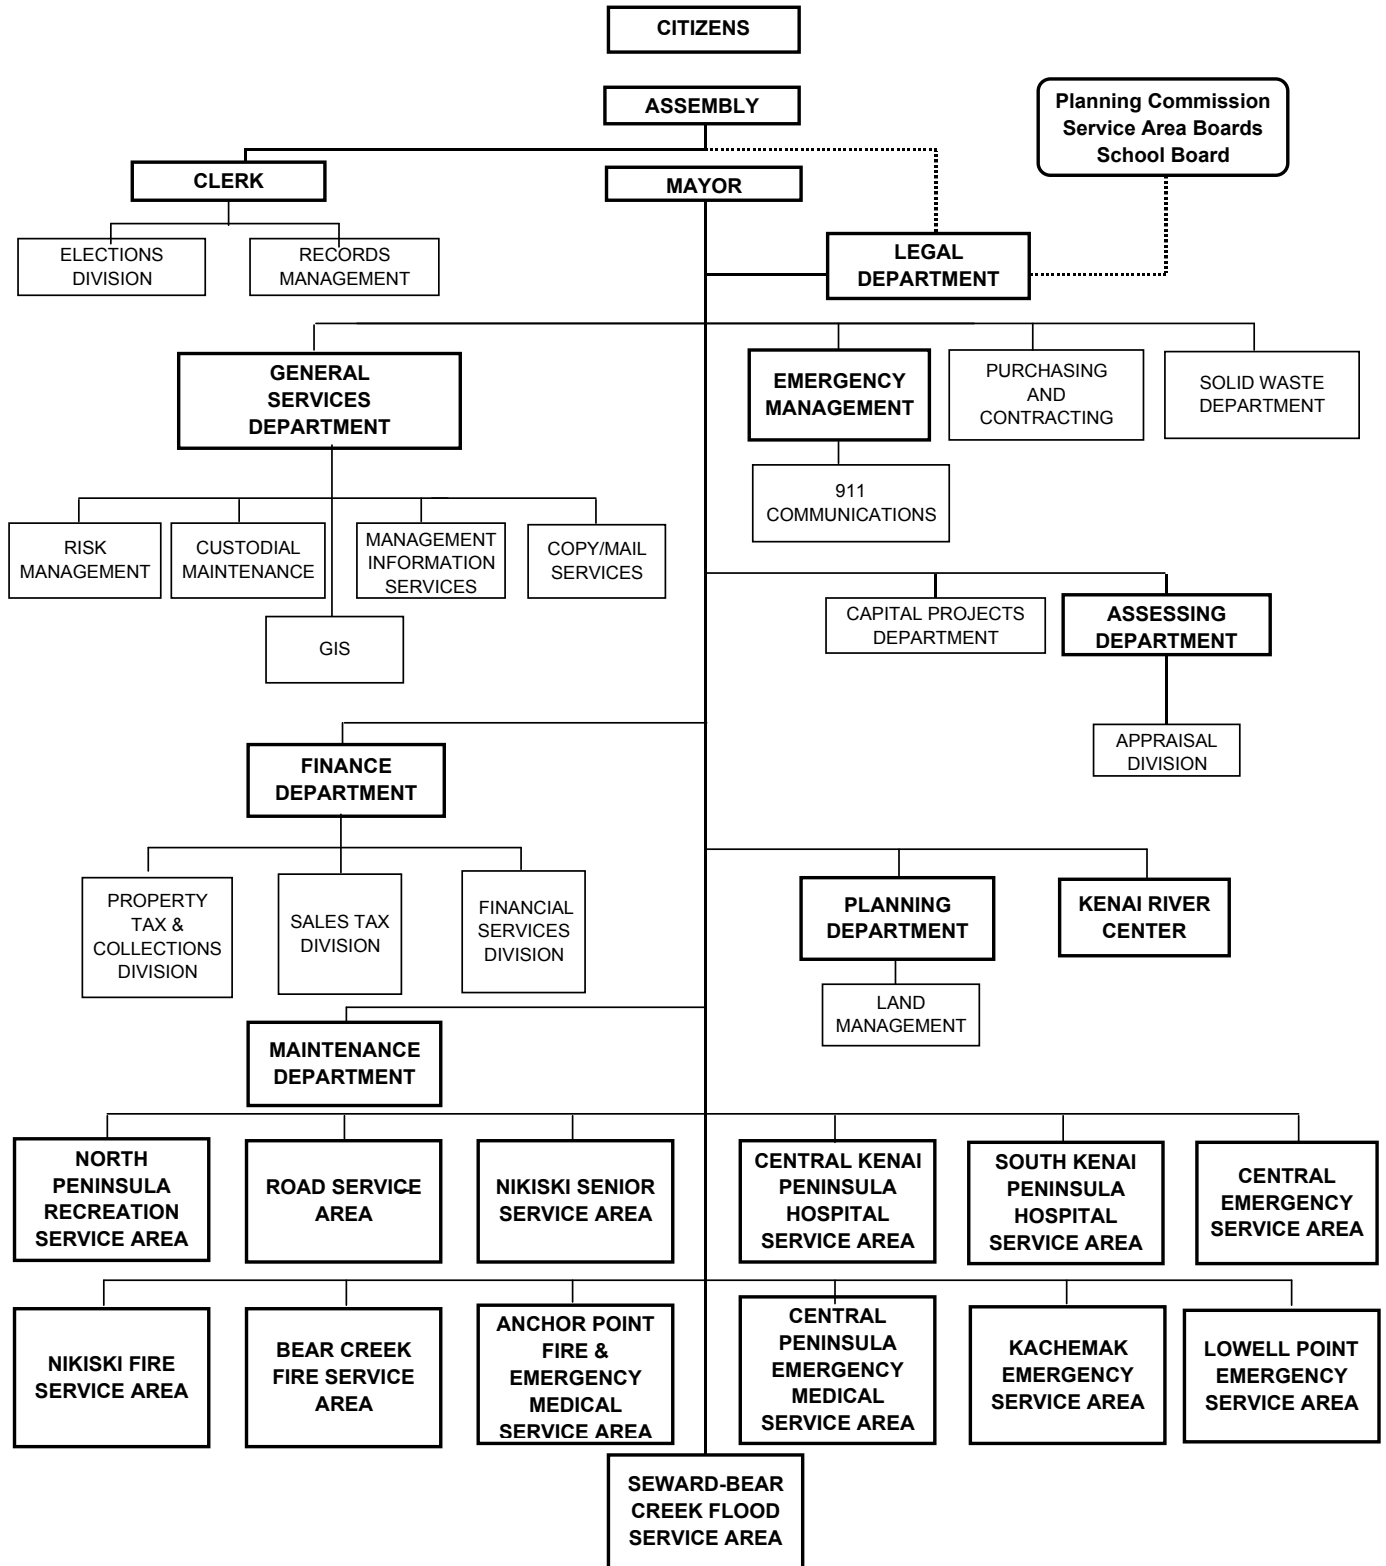 CITIZENS
ASSEMBLY
Planning Commission
Service Area Boards
School Board
CLERK
MAYOR
ELECTIONS
DIVISION
RECORDS
MANAGEMENT
LEGAL
DEPARTMENT
GENERAL
SERVICES
DEPARTMENT
EMERGENCY
MANAGEMENT
PURCHASING
AND
CONTRACTING
SOLID WASTE
DEPARTMENT
911
COMMUNICATIONS
RISK
MANAGEMENT
CUSTODIAL
MAINTENANCE
MANAGEMENT
INFORMATION
SERVICES
COPY/MAIL
SERVICES
GIS
CAPITAL PROJECTS
DEPARTMENT
ASSESSING
DEPARTMENT
APPRAISAL
DIVISION
FINANCE
DEPARTMENT
PROPERTY
TAX &
COLLECTIONS
DIVISION
SALES TAX
DIVISION
FINANCIAL
SERVICES
DIVISION
PLANNING
DEPARTMENT
KENAI RIVER
CENTER
LAND
MANAGEMENT
MAINTENANCE
DEPARTMENT
NORTH
PENINSULA
RECREATION
SERVICE AREA
ROAD SERVICE
AREA
NIKISKI SENIOR
SERVICE AREA
CENTRAL KENAI
PENINSULA
HOSPITAL
SERVICE AREA
SOUTH KENAI
PENINSULA
HOSPITAL
SERVICE AREA
CENTRAL
EMERGENCY
SERVICE AREA
NIKISKI FIRE
SERVICE AREA
BEAR CREEK
FIRE SERVICE
AREA
ANCHOR POINT
FIRE &
EMERGENCY
MEDICAL
SERVICE AREA
CENTRAL
PENINSULA
EMERGENCY
MEDICAL
SERVICE AREA
KACHEMAK
EMERGENCY
SERVICE AREA
LOWELL POINT
EMERGENCY
SERVICE AREA
SEWARD-BEAR
CREEK FLOOD
SERVICE AREA